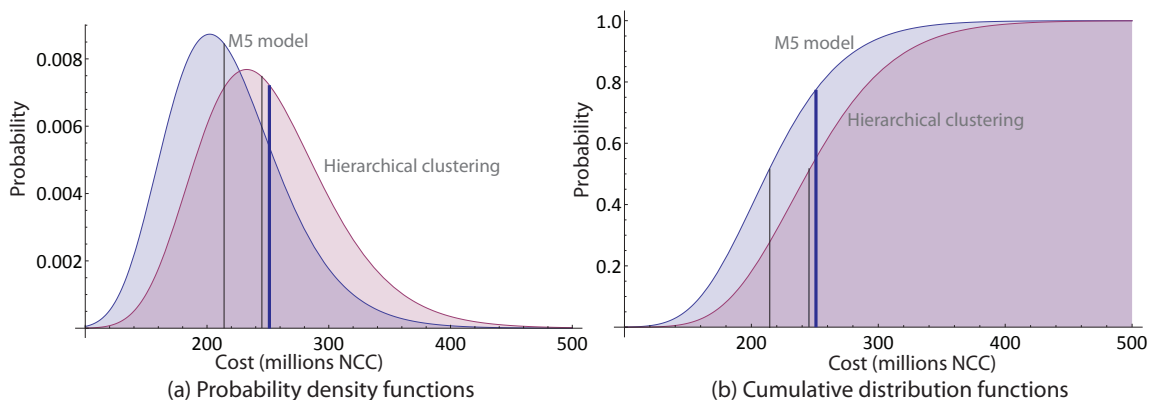 0.008
0.006
0.004
0.002
Probability
M5 model
Hierarchical clustering
200
300
400
500
Cost (millions NCC)
(a) Probability density functions
1.0
0.8
0.6
0.4
0.2
Probability
M5 model
Hierarchical clustering
200
300
400
500
Cost (millions NCC)
(b) Cumulative distribution functions